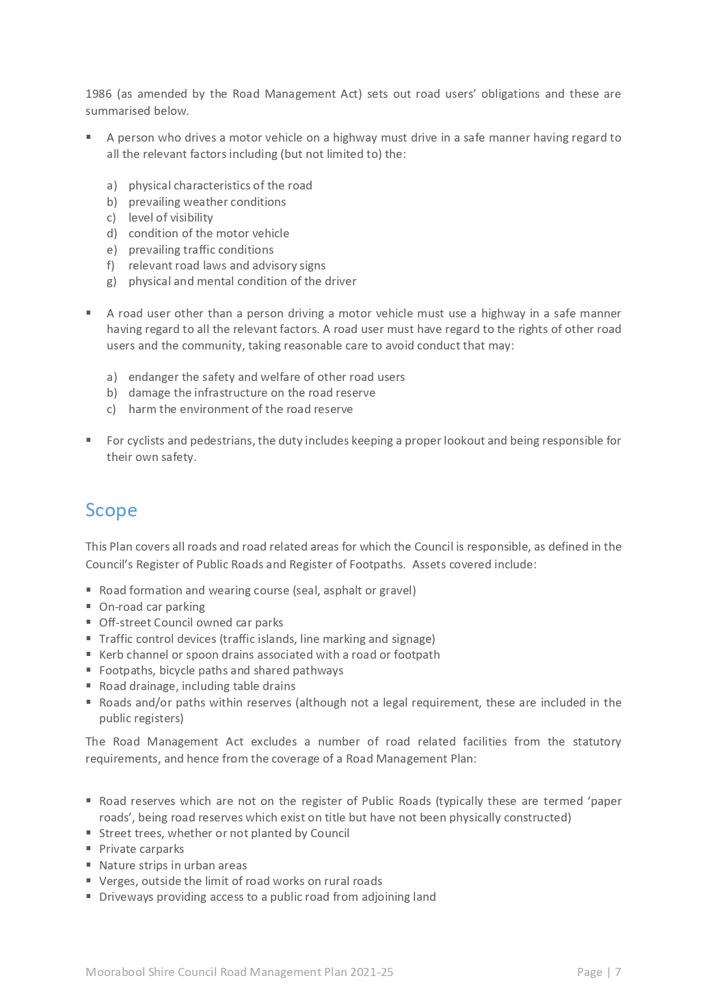 1986 (as amended by the Road Management Act) sets out road users’ obligations and these are
summarised below.
▪ A person who drives a motor vehicle on a highway must drive in a safe manner having regard to
all the relevant factors including (but not limited to) the:
a) physical characteristics of the road
b) prevailing weather conditions
c) level of visibility
d) condition of the motor vehicle
e) prevailing traffic conditions
f) relevant road laws and advisory signs
g) physical and mental condition of the driver
▪ A road user other than a person driving a motor vehicle must use a highway in a safe manner
having regard to all the relevant factors. A road user must have regard to the rights of other road
users and the community, taking reasonable care to avoid conduct that may:
a) endanger the safety and welfare of other road users
b) damage the infrastructure on the road reserve
c) harm the environment of the road reserve
▪ For cyclists and pedestrians, the duty includes keeping a proper lookout and being responsible for
their own safety.
Scope
This Plan covers all roads and road related areas for which the Council is responsible, as defined in the
Council’s Register of Public Roads and Register of Footpaths.  Assets covered include:
▪ Road formation and wearing course (seal, asphalt or gravel)
▪ On-road car parking
▪ Off-street Council owned car parks
▪ Traffic control devices (traffic islands, line marking and signage)
▪ Kerb channel or spoon drains associated with a road or footpath
▪ Footpaths, bicycle paths and shared pathways
▪ Road drainage, including table drains
▪ Roads and/or paths within reserves (although not a legal requirement, these are included in the
public registers)
The Road Management Act excludes a number of road related facilities from the statutory
requirements, and hence from the coverage of a Road Management Plan:
▪ Road reserves which are not on the register of Public Roads (typically these are termed ‘paper
roads’, being road reserves which exist on title but have not been physically constructed)
▪ Street trees, whether or not planted by Council
▪ Private carparks
▪ Nature strips in urban areas
▪ Verges, outside the limit of road works on rural roads
▪ Driveways providing access to a public road from adjoining land
Moorabool Shire Council Road Management Plan 2021-25 Page | 7